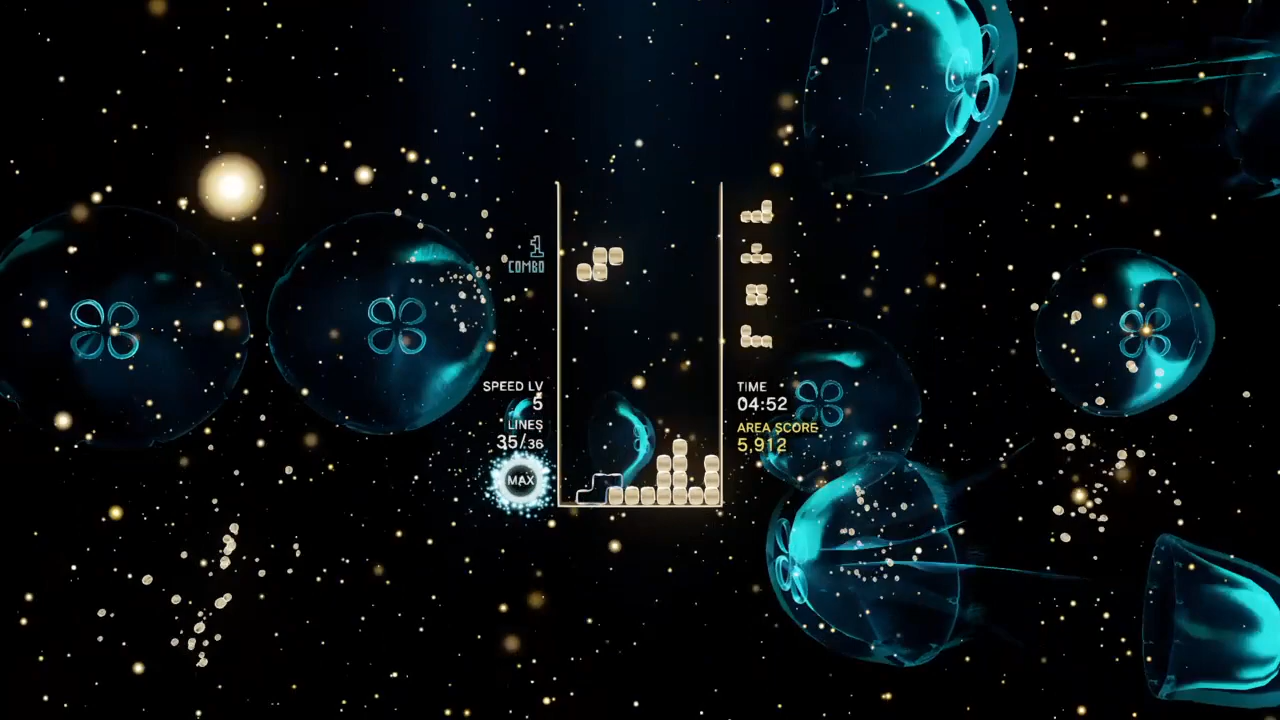 1
COMBO
SPEED LV
5
LINES
35/36
MAX
TIME
04:52
AREA SCORE
5,912